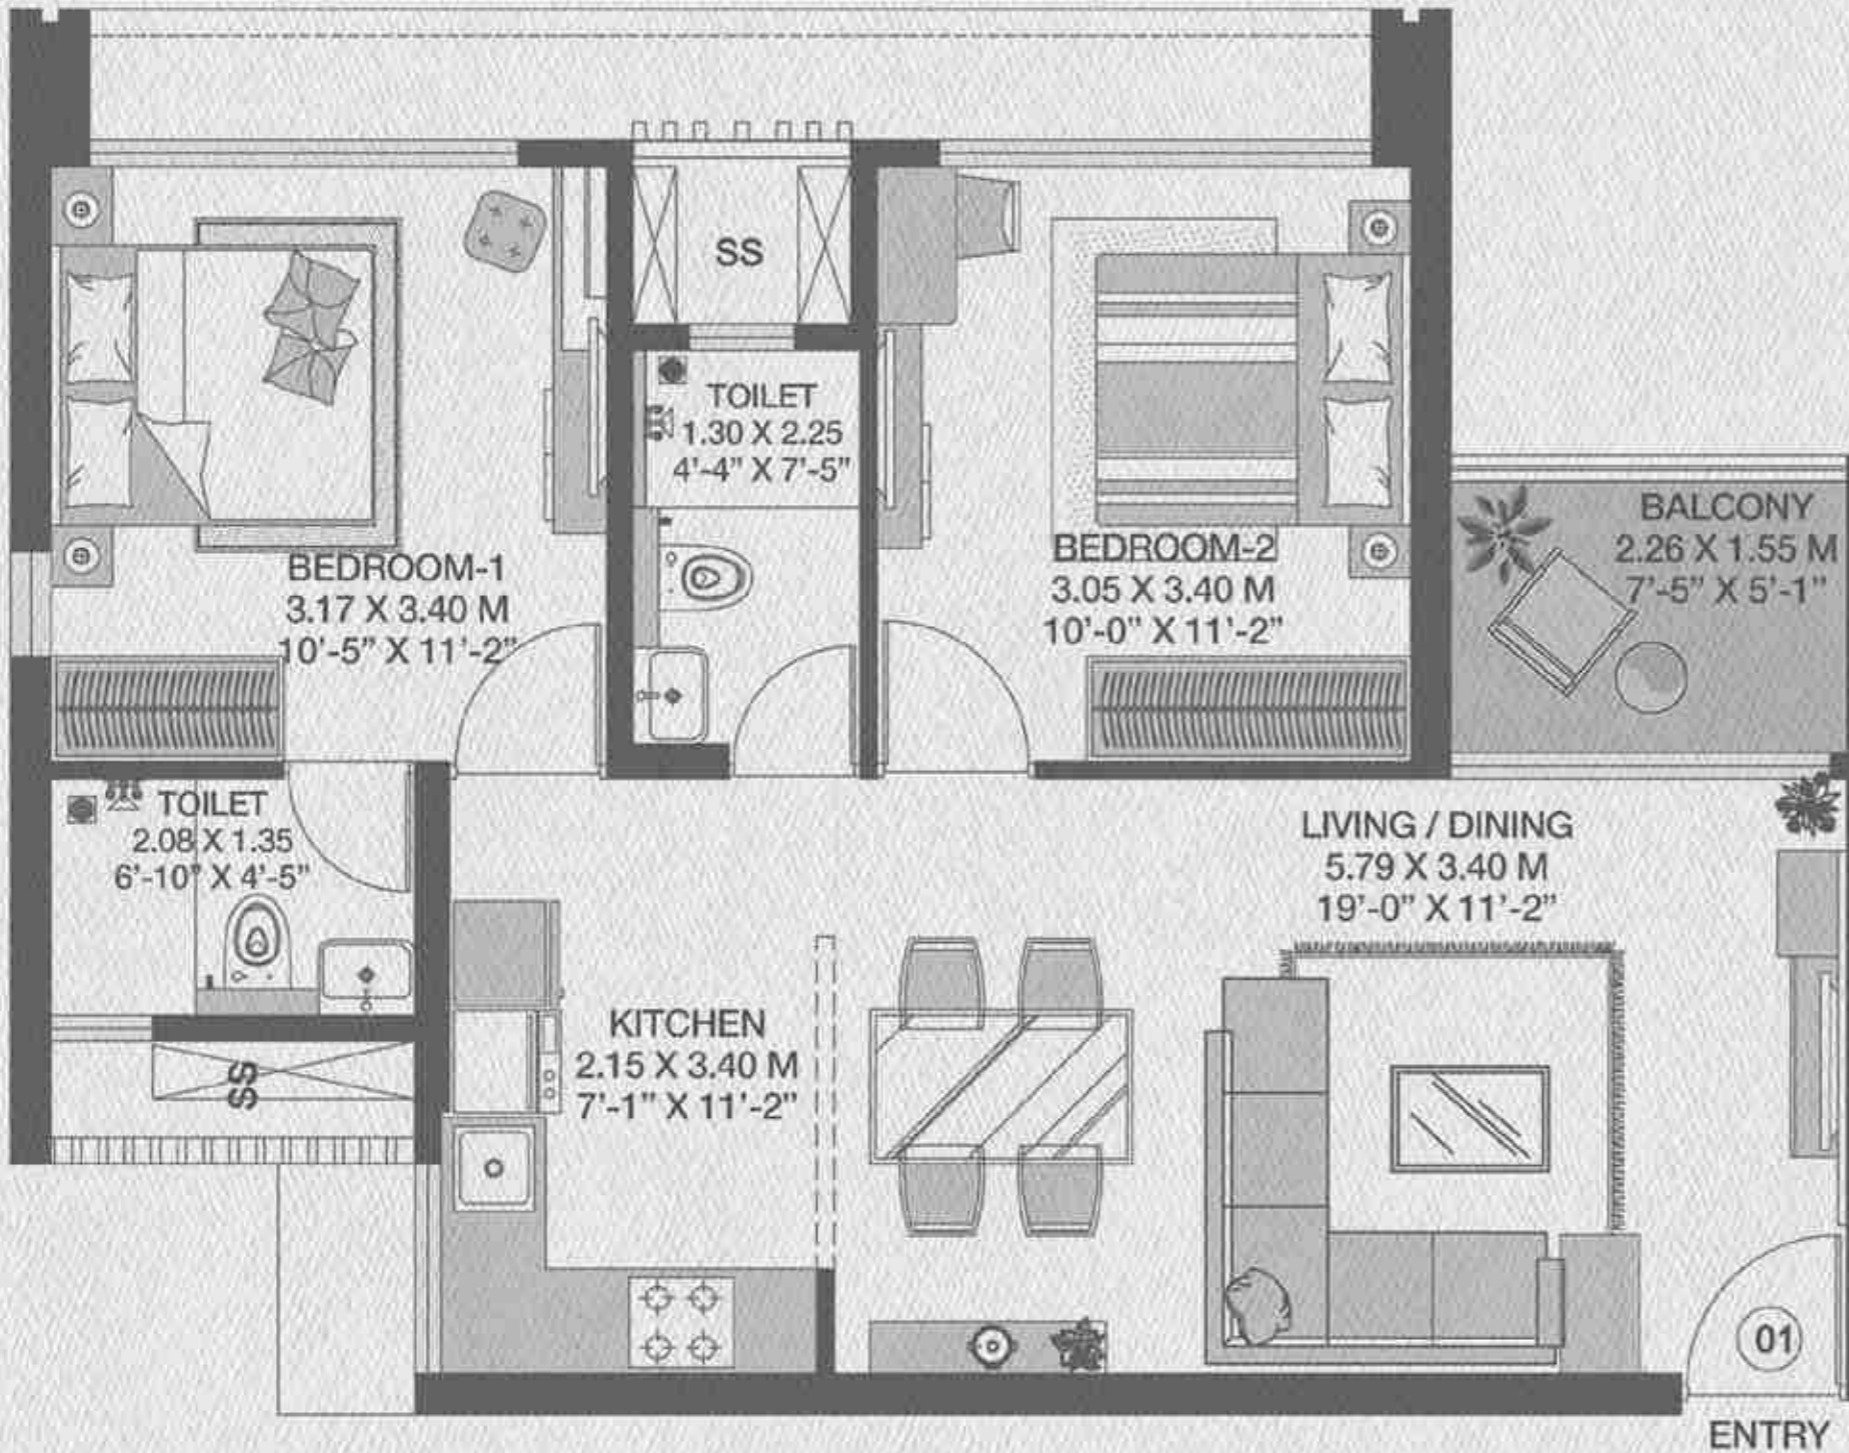 SS
TOILET
1.30 X 2.25
4'-4" X 7'-5"
BEDROOM-1
3.17 X 3.40 M
10'-5" X 11'-2"
BEDROOM-2
3.05 X 3.40 M
10'-0" X 11'-2"
BALCONY
2.26 X 1.55 M
7'-5" X 5'-1"
TOILET
2.08 X 1.35
6'-10" X 4'-5"
LIVING / DINING
5.79 X 3.40 M
19'-0" X 11'-2"
KITCHEN
2.15 X 3.40 M
7'-1" X 11'-2"
SS
01
ENTRY